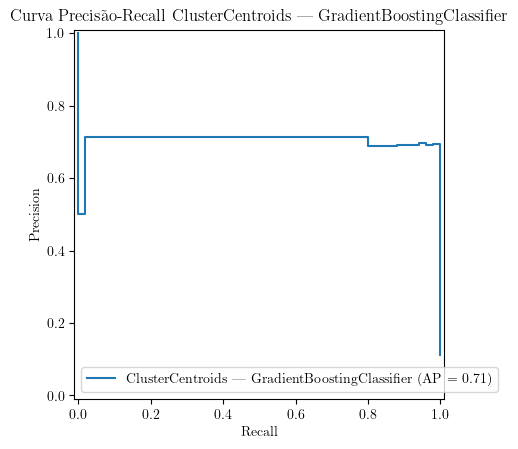 Curva Precisão-Recall ClusterCentroids — GradientBoostingClassifier
1.0
0.8
0.6
0.4
0.2
0.0
Precision
0.0 0.2 0.4 0.6 0.8 1.0
Recall
ClusterCentroids — GradientBoostingClassifier (AP = 0.71)